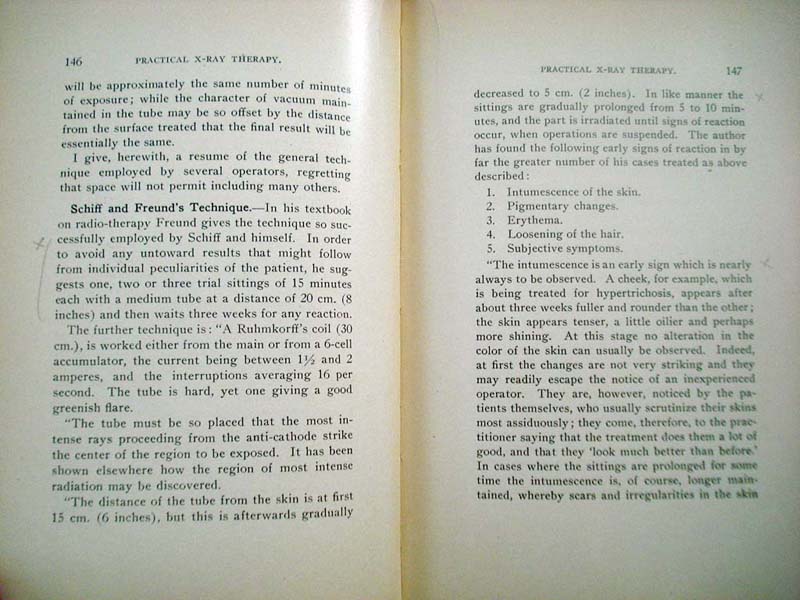 146 PRACTICAL X-RAY THERAPY.
will be approximately the same number of minutes
of exposure; while the character of vacuum main-
tained in the tube may be so offset by the distance
from the surface treated that the final result will be
essentially the same.
I give, herewith, a resume of the general tech-
nique employed by several operators, regretting
that space will not permit including many others.
Schiff and Freund's Technique.—In his textbook
on radio-therapy Freund gives the technique so suc-
cessfully employed by Schiff and himself. In order
to avoid any untoward results that might follow
from individual peculiarities of the patient, he sug-
gests one, two or three trial sittings of 15 minutes
each with a medium tube at a distance of 20 cm. (8
inches) and then waits three weeks for any reaction.
The further technique is: "A Ruhmkorff's coil (30
cm.), is worked either from the main or from a 6-cell
accumulator, the current being between 1½ and 2
amperes, and the interruptions averaging 16 per
second. The tube is hard, yet one giving a good
greenish flare.
"The tube must be so placed that the most in-
tense rays proceeding from the anti-cathode strike
the center of the region to be exposed. It has been
shown elsewhere how the region of most intense
radiation may be discovered.
"The distance of the tube from the skin is at first
15 cm. (6 inches), but this is afterwards gradually
PRACTICAL X-RAY THERAPY. 147
decreased to 5 cm. (2 inches). In like manner the
sittings are gradually prolonged from 5 to 10 min-
utes, and the part is irradiated until signs of reaction
occur, when operations are suspended. The author
has found the following early signs of reaction in by
far the greater number of his cases treated as above
described:
1. Intumescence of the skin.
2. Pigmentary changes.
3. Erythema.
4. Loosening of the hair.
5. Subjective symptoms.
"The intumescence is an early sign which is nearly
always to be observed. A cheek, for example, which
is being treated for hypertrichosis, appears after
about three weeks fuller and rounder than the other;
the skin appears tenser, a little oilier and perhaps
more shining. At this stage no alteration in the
color of the skin can usually be observed. Indeed,
at first the changes are not very striking and they
may readily escape the notice of an inexperienced
operator. They are, however, noticed by the pa-
tients themselves, who usually scrutinize their skins
most assiduously; they come, therefore, to the prac-
titioner saying that the treatment does them a lot of
good, and that they 'look much better than before.'
In cases where the sittings are prolonged for some
time the intumescence is, of course, longer main-
tained, whereby scars and irregularities in the skin